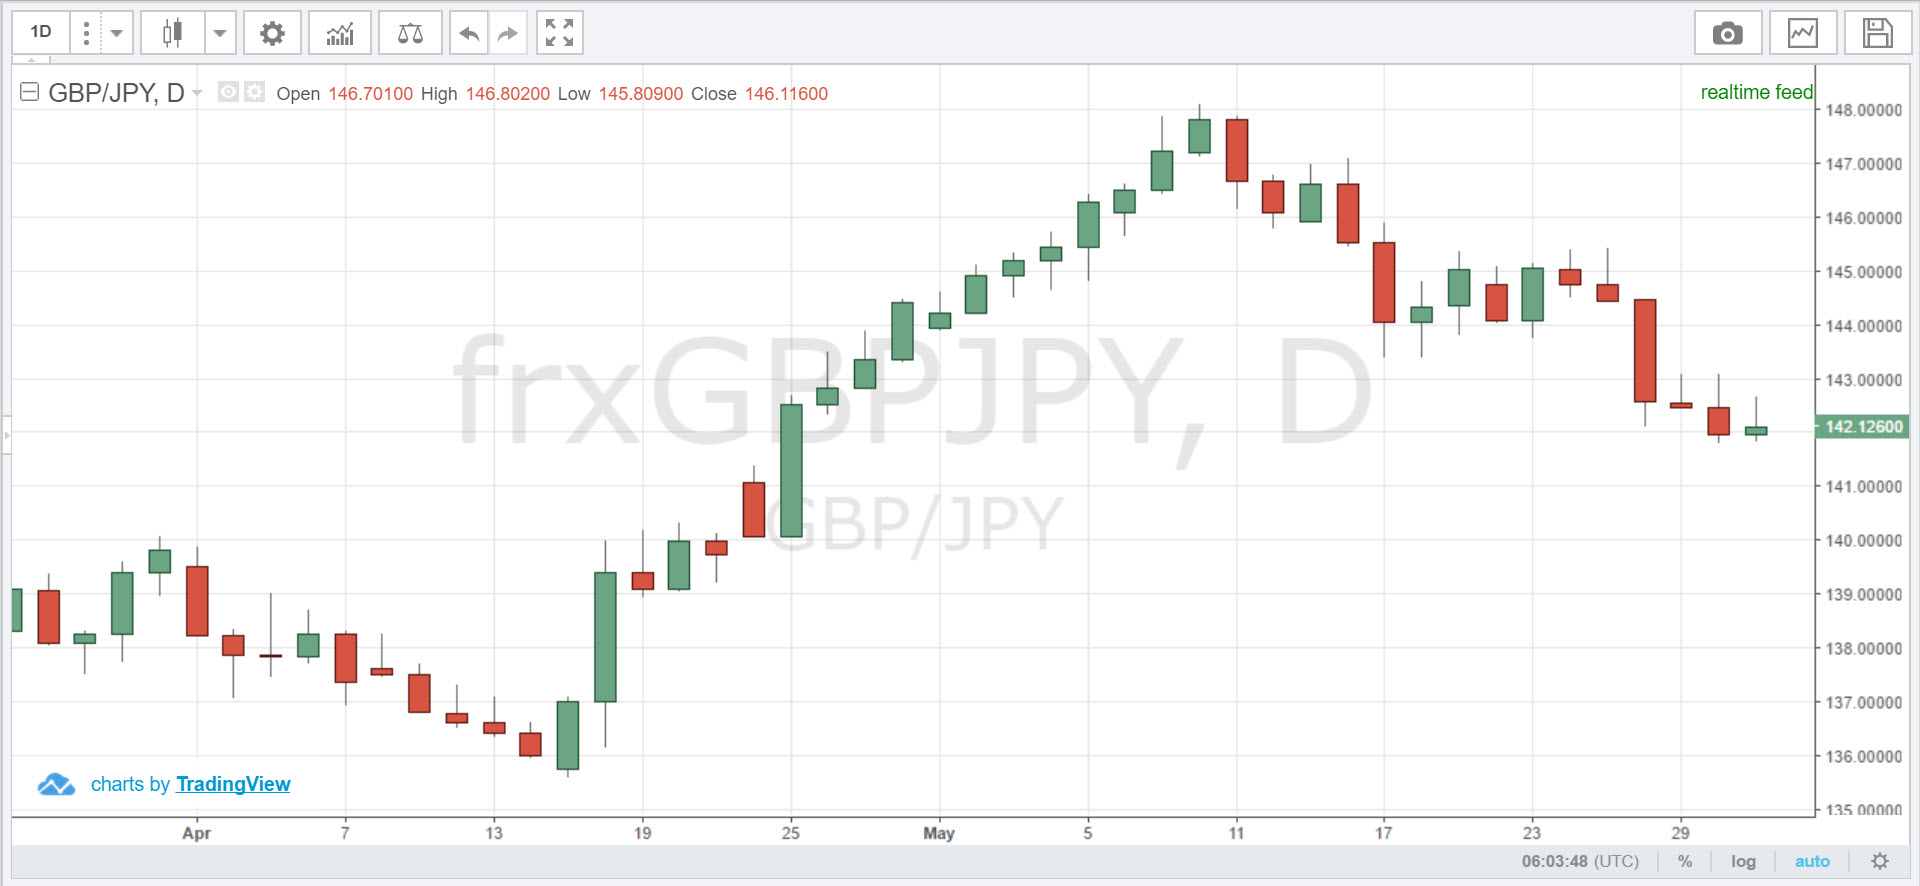 1D
GBP/JPY, D Open 146.70100 High 146.80200 Low 145.80900 Close 146.11600
realtime feed
148.00000
147.00000
146.00000
145.00000
144.00000
143.00000
142.12600
141.00000
140.00000
139.00000
138.00000
137.00000
136.00000
135.00000
frxGBPJPY, D
GBP/JPY
charts by TradingView
Apr 7 13 19 25 May 5 11 17 23 29
06:03:48 (UTC) % log auto